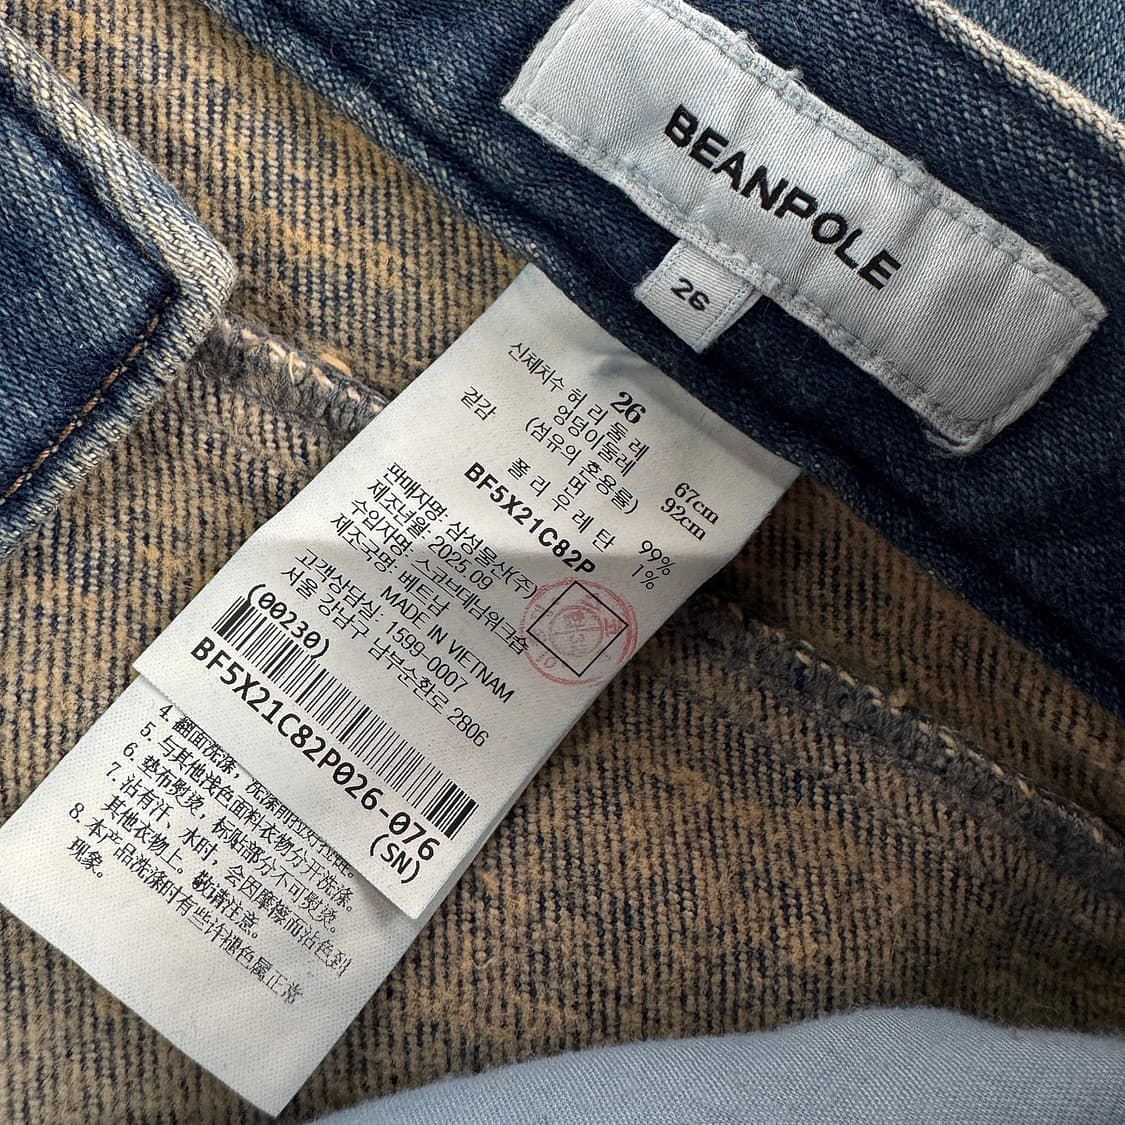 BEANPOLE
26
26
신체치수 허 리 둘 레 67cm
엉덩이둘레 92cm
(섬유의 혼용률)
겉감 면 99%
폴 리 우 레 탄 1%
BF5X21C82P
판매자명: 삼성물산(주)
제조년월: 2025.09
수입자명: 스코브데님워크숍
제조국명: 베트남
MADE IN VIETNAM
고객상담실: 1599-0007
서울 강남구 남부순환로 2806
(00230)
BF5X21C82P026-076
(SN)
4. 翻面洗涤,
5. 与其他浅色面料衣物分开洗涤。
6. 垫布熨烫, 标贴部分不可熨烫。
7. 沾有汗、水时, 会因摩擦而沾色到
其他衣物上。敬请注意。
8. 本产品洗涤时有些许褪色属正常
现象。